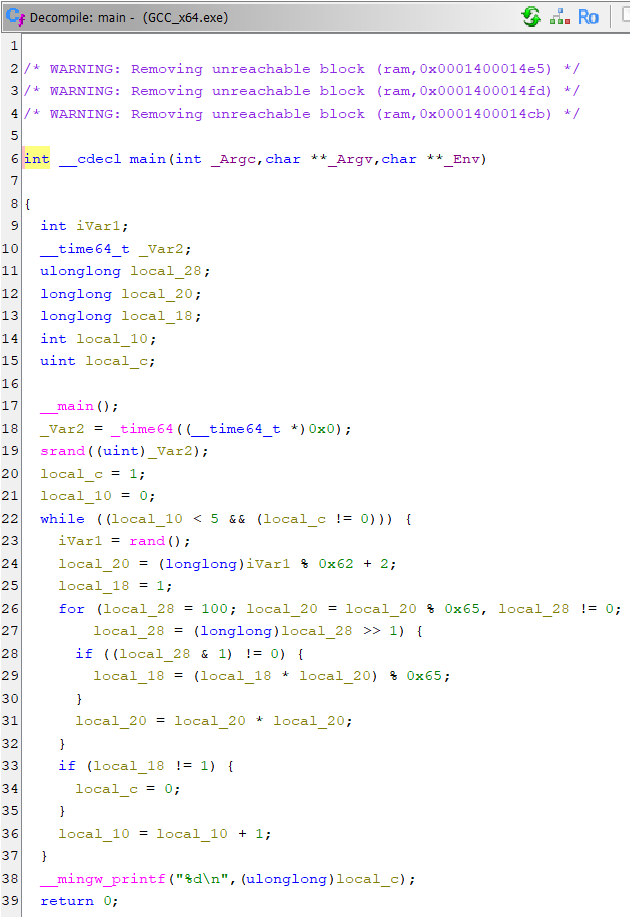 Decompile: main - (GCC_x64.exe)
Ro
1
2 /* WARNING: Removing unreachable block (ram,0x0001400014e5) */
3 /* WARNING: Removing unreachable block (ram,0x0001400014fd) */
4 /* WARNING: Removing unreachable block (ram,0x0001400014cb) */
5
6 int __cdecl main(int _Argc,char **_Argv,char **_Env)
7
8 {
9   int iVar1;
10   __time64_t _Var2;
11   ulonglong local_28;
12   longlong local_20;
13   longlong local_18;
14   int local_10;
15   uint local_c;
16
17   __main();
18   _Var2 = _time64((__time64_t *)0x0);
19   srand((uint)_Var2);
20   local_c = 1;
21   local_10 = 0;
22   while ((local_10 < 5 && (local_c != 0))) {
23     iVar1 = rand();
24     local_20 = (longlong)iVar1 % 0x62 + 2;
25     local_18 = 1;
26     for (local_28 = 100; local_20 = local_20 % 0x65, local_28 != 0;
27         local_28 = (longlong)local_28 >> 1) {
28       if ((local_28 & 1) != 0) {
29         local_18 = (local_18 * local_20) % 0x65;
30       }
31       local_20 = local_20 * local_20;
32     }
33     if (local_18 != 1) {
34       local_c = 0;
35     }
36     local_10 = local_10 + 1;
37   }
38   __mingw_printf("%d\n",(ulonglong)local_c);
39   return 0;